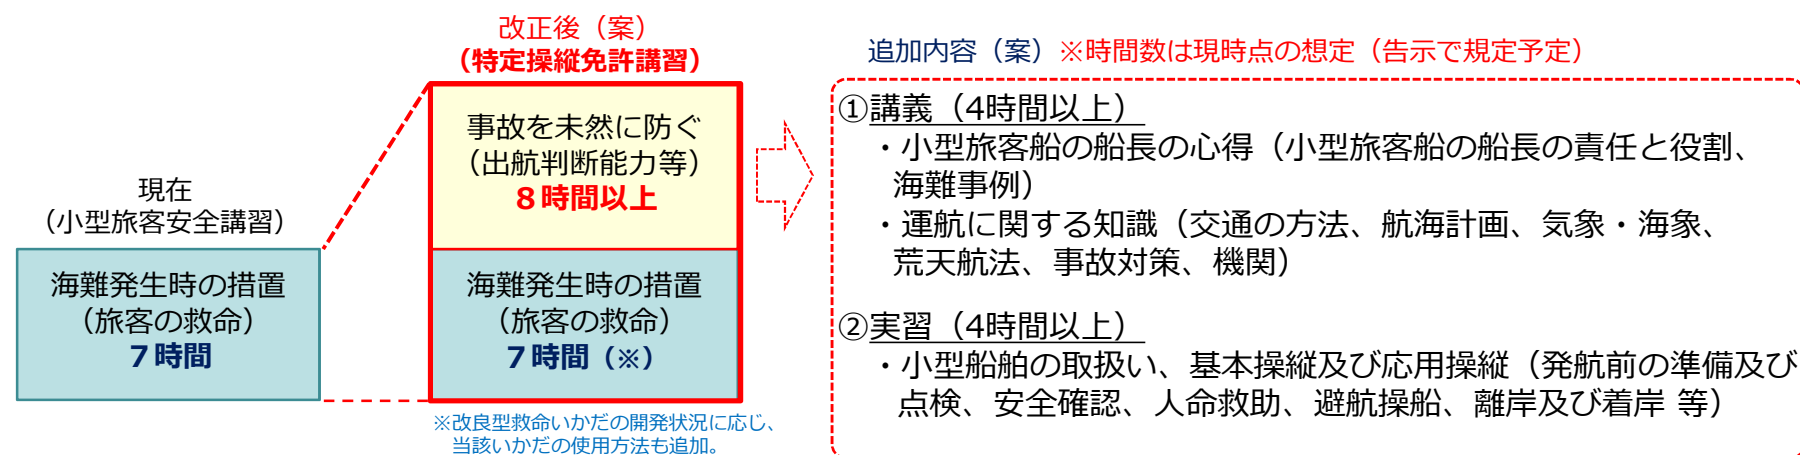 現在
（小型旅客安全講習）
海難発生時の措置
（旅客の救命）
７時間
改正後（案）
（特定操縦免許講習）
事故を未然に防ぐ
（出航判断能力等）
８時間以上
海難発生時の措置
（旅客の救命）
７時間（※）
※改良型救命いかだの開発状況に応じ、
当該いかだの使用方法も追加。
追加内容（案）※時間数は現時点の想定（告示で規定予定）
①講義（4時間以上）
・小型旅客船の船長の心得（小型旅客船の船長の責任と役割、
海難事例）
・運航に関する知識（交通の方法、航海計画、気象・海象、
荒天航法、事故対策、機関）
②実習（4時間以上）
・小型船舶の取扱い、基本操縦及び応用操縦（発航前の準備及び
点検、安全確認、人命救助、避航操船、離岸及び着岸 等）